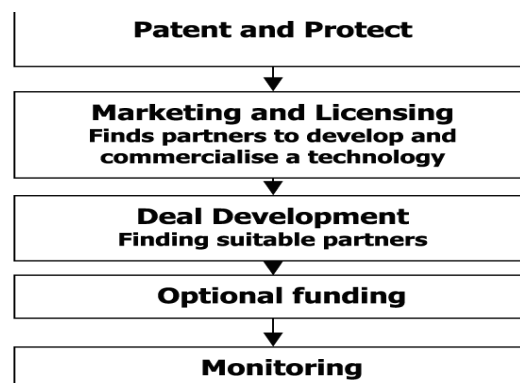 Patent and Protect
Marketing and Licensing
Finds partners to develop and
commercialise a technology
Deal Development
Finding suitable partners
Optional funding
Monitoring